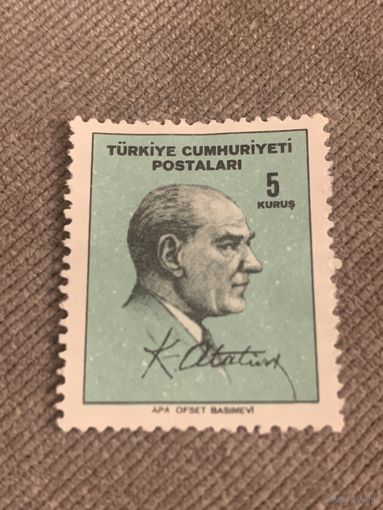 TÜRKİYE CUMHURİYETİ
POSTALARI
5
KURUŞ
K. Atatürk
APA OFSET BASIMEVİ